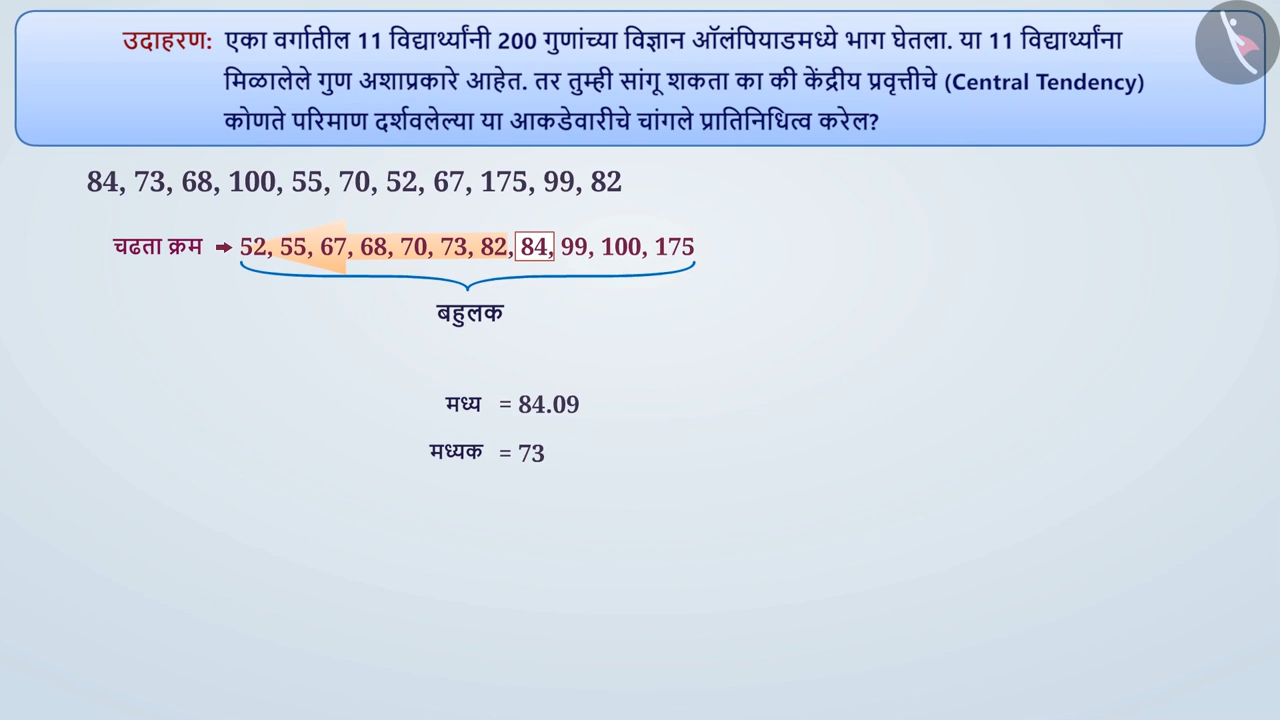 उदाहरण: एका वर्गातील 11 विद्यार्थ्यांनी 200 गुणांच्या विज्ञान ऑलंपियाडमध्ये भाग घेतला. या 11 विद्यार्थ्यांना
मिळालेले गुण अशाप्रकारे आहेत. तर तुम्ही सांगू शकता का की केंद्रीय प्रवृत्तीचे (Central Tendency)
कोणते परिमाण दर्शवलेल्या या आकडेवारीचे चांगले प्रातिनिधित्व करेल?
84, 73, 68, 100, 55, 70, 52, 67, 175, 99, 82
चढता क्रम ➡ 52, 55, 67, 68, 70, 73, 82, 84, 99, 100, 175
बहुलक
मध्य = 84.09
मध्यक = 73